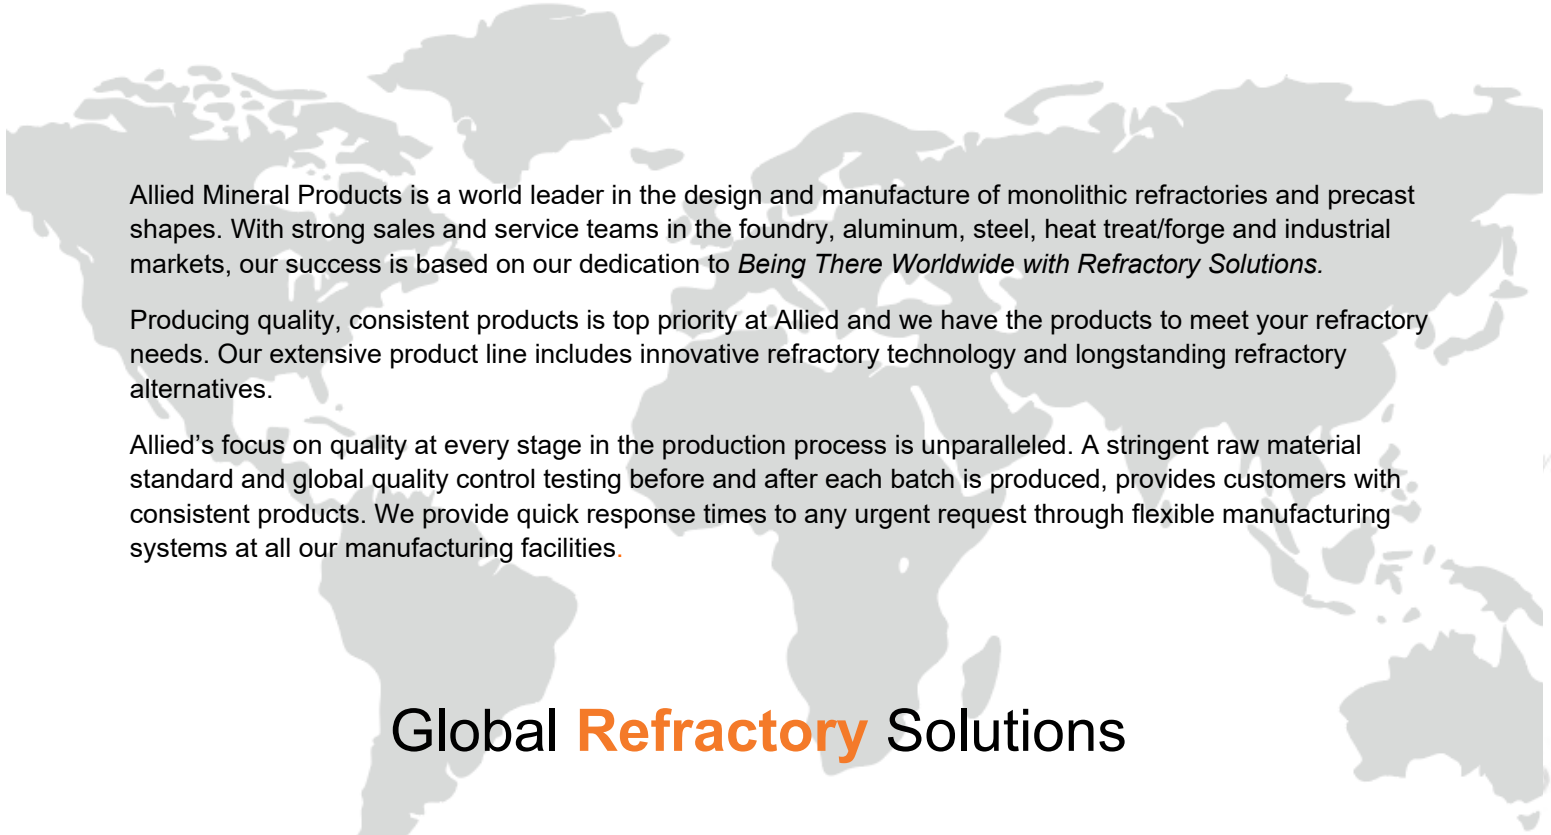 Allied Mineral Products is a world leader in the design and manufacture of monolithic refractories and precast
shapes. With strong sales and service teams in the foundry, aluminum, steel, heat treat/forge and industrial
markets, our success is based on our dedication to Being There Worldwide with Refractory Solutions.
Producing quality, consistent products is top priority at Allied and we have the products to meet your refractory
needs. Our extensive product line includes innovative refractory technology and longstanding refractory
alternatives.
Allied’s focus on quality at every stage in the production process is unparalleled. A stringent raw material
standard and global quality control testing before and after each batch is produced, provides customers with
consistent products. We provide quick response times to any urgent request through flexible manufacturing
systems at all our manufacturing facilities.
Global Refractory Solutions